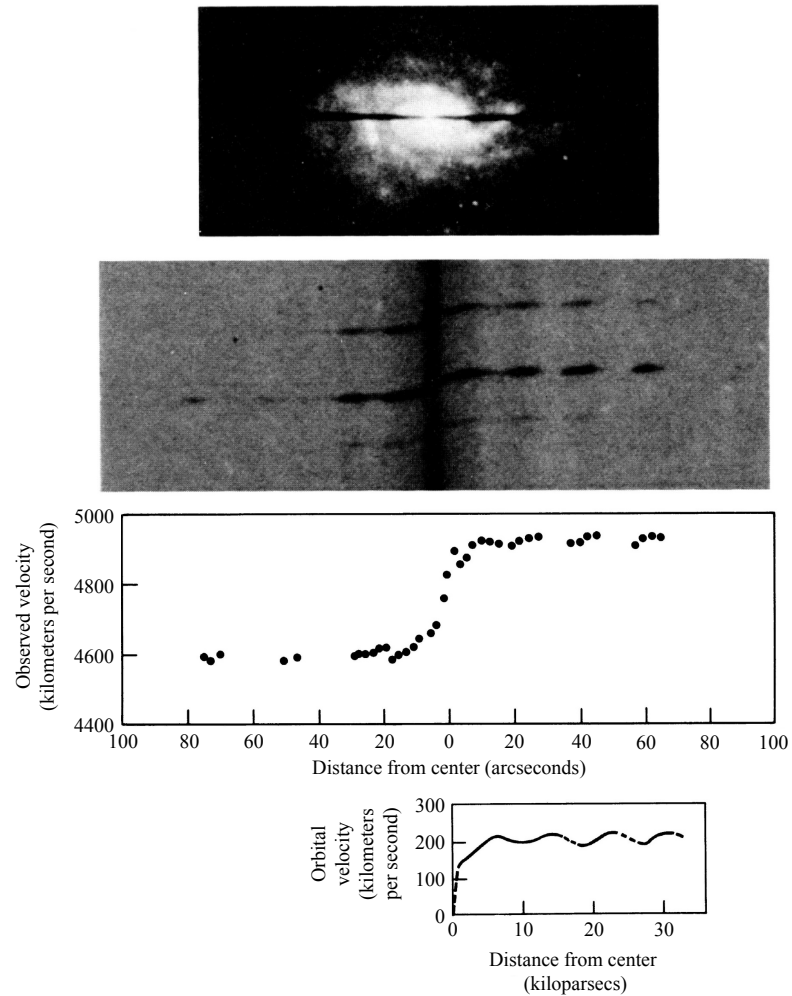 5000
4800
4600
4400
Observed velocity
(kilometers per second)
100 80 60 40 20 0 20 40 60 80 100
Distance from center (arcseconds)
300
200
100
0
Orbital
velocity
(kilometers
per second)
0 10 20 30
Distance from center
(kiloparsecs)